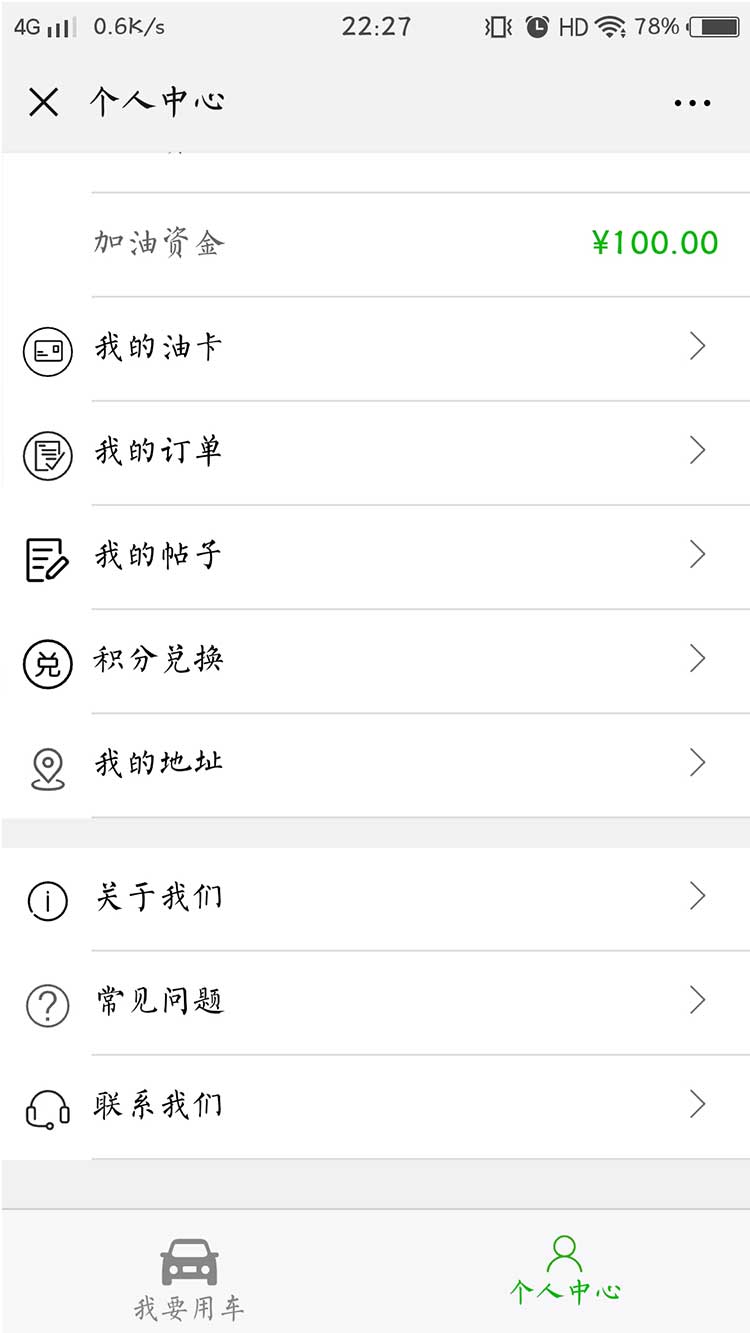 4G 0.6K/s 22:27 HD 78%
个人中心
加油资金 ¥100.00
我的油卡
我的订单
我的帖子
兑 积分兑换
我的地址
关于我们
常见问题
联系我们
我要用车 个人中心